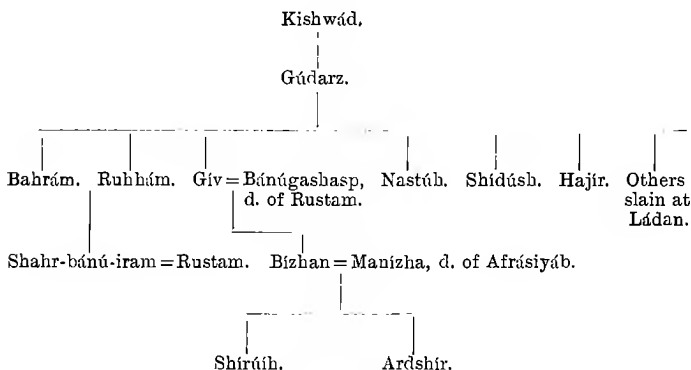 Kishwád.
Gúdarz.
Bahrám. Ruhhám. Gív = Bánúgashasp, Nastúh. Shídúsh. Hajír. Others
d. of Rustam. slain at
Ládan.
Shahr-bánú-iram = Rustam. Bízhan = Manízha, d. of Afrásiyáb.
Shírúíh. Ardshír.